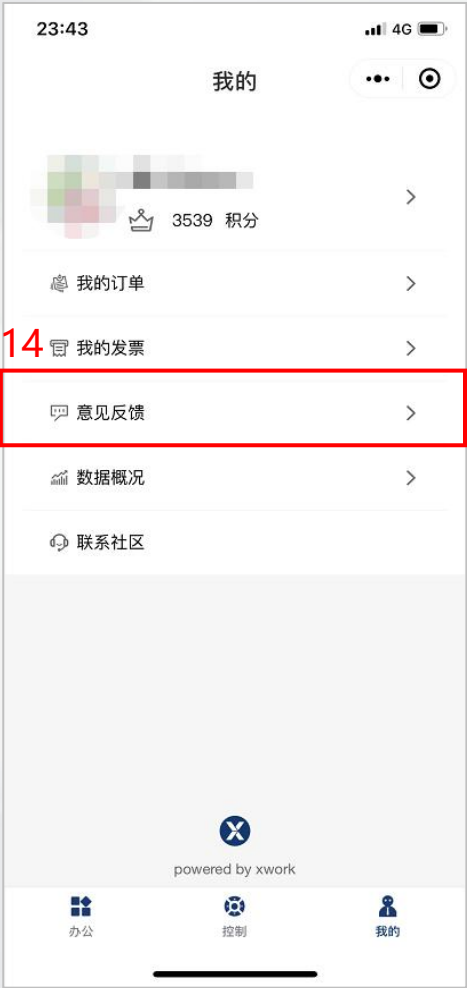 23:43
4G
我的
3539 积分
我的订单
14
我的发票
意见反馈
数据概况
联系社区
X
powered by xwork
办公
控制
我的